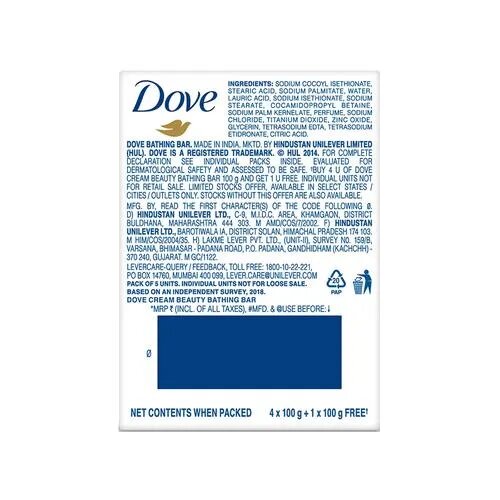 Dove
INGREDIENTS: SODIUM COCOYL ISETHIONATE,
STEARIC ACID, SODIUM PALMITATE, WATER,
LAURIC ACID, SODIUM ISETHIONATE, SODIUM
STEARATE, COCAMIDOPROPYL BETAINE,
SODIUM PALM KERNELATE, PERFUME, SODIUM
CHLORIDE, TITANIUM DIOXIDE, ZINC OXIDE,
GLYCERIN, TETRASODIUM EDTA, TETRASODIUM
ETIDRONATE, CITRIC ACID.
DOVE BATHING BAR. MADE IN INDIA, MKTD. BY HINDUSTAN UNILEVER LIMITED
(HUL). DOVE IS A REGISTERED TRADEMARK. © HUL 2014. FOR COMPLETE
DECLARATION SEE INDIVIDUAL PACKS INSIDE. EVALUATED FOR
DERMATOLOGICAL SAFETY AND ASSESSED TO BE SAFE. *BUY 4 U OF DOVE
CREAM BEAUTY BATHING BAR 100 g AND GET 1 U FREE. INDIVIDUAL UNITS NOT
FOR RETAIL SALE. LIMITED STOCKS OFFER, AVAILABLE IN SELECT STATES /
CITIES / OUTLETS ONLY. STOCKS WITHOUT THIS OFFER ARE ALSO AVAILABLE.
MFG. BY, READ THE FIRST CHARACTER(S) OF THE CODE FOLLOWING Ø.
D) HINDUSTAN UNILEVER LTD., C-9, M.I.D.C. AREA, KHAMGAON, DISTRICT
BULDHANA, MAHARASHTRA 444 303. M D/COS/AM/05/2007. F) HINDUSTAN
UNILEVER LTD., BAROTIWALA, DISTRICT SOLAN, HIMACHAL PRADESH 174 103.
M HIM/COS/2004/35. H) LAKME LEVER PVT. LTD., (UNIT-II), SURVEY NO. 159/B,
VARSANA, BHIMASAR - PADANA ROAD, P.O. PADANA, GANDHIDHAM (KACHCHH) -
370 240, GUJARAT. M GC/1122.
LEVERCARE-QUERY / FEEDBACK, TOLL FREE: 1800-10-22-221,
PO BOX 14760, MUMBAI 400 099, LEVER.CARE@UNILEVER.COM
PACK OF 5 UNITS. INDIVIDUAL UNITS NOT FOR LOOSE SALE.
BASED ON AN INDEPENDENT SURVEY, 2018.
DOVE CREAM BEAUTY BATHING BAR
20
PAP
*MRP ₹ (INCL. OF ALL TAXES), #MFG. & @USE BEFORE:↓
Ø
NET CONTENTS WHEN PACKED 4 x 100 g + 1 x 100 g FREE!